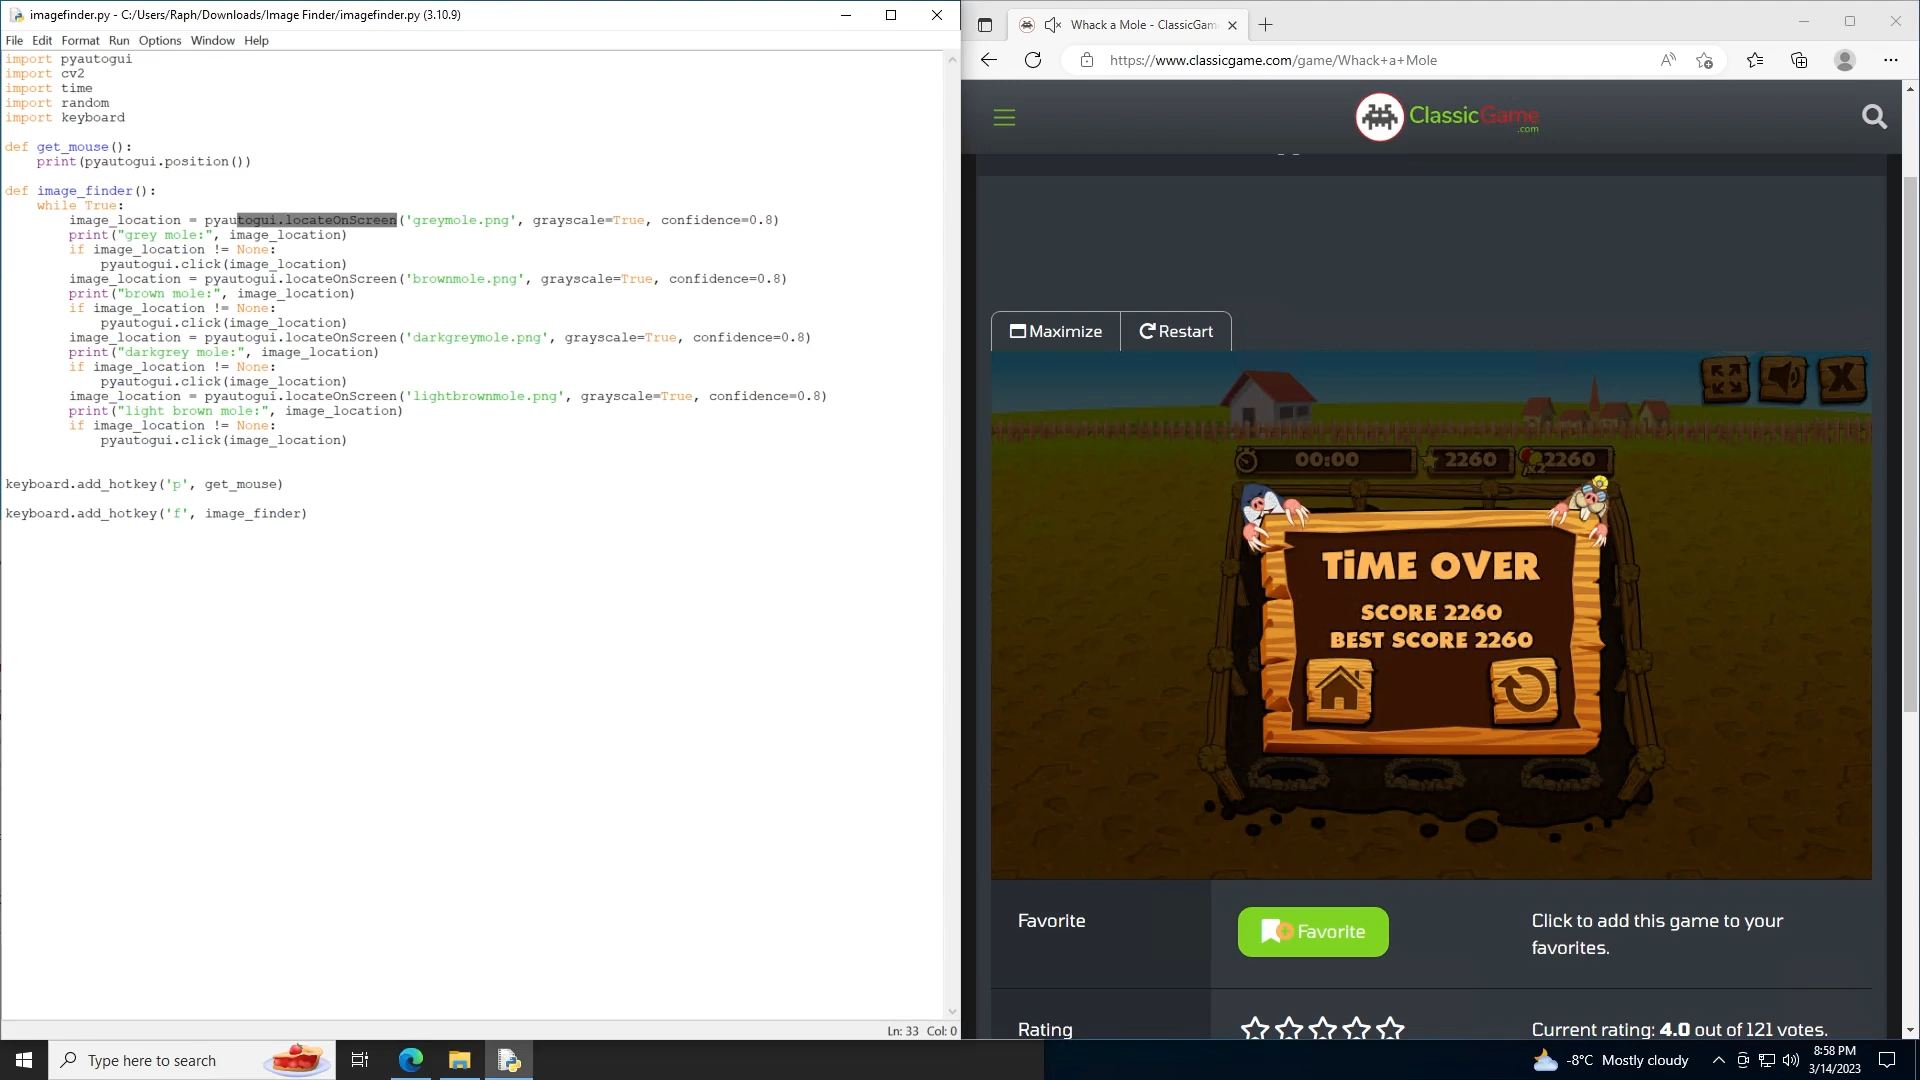 imagefinder.py - C:/Users/Raph/Downloads/Image Finder/imagefinder.py (3.10.9)
File Edit Format Run Options Window Help
import pyautogui
import cv2
import time
import random
import keyboard
def get_mouse():
    print(pyautogui.position())
def image_finder():
    while True:
        image_location = pyautogui.locateOnScreen('greymole.png', grayscale=True, confidence=0.8)
        print("grey mole:", image_location)
        if image_location != None:
            pyautogui.click(image_location)
        image_location = pyautogui.locateOnScreen('brownmole.png', grayscale=True, confidence=0.8)
        print("brown mole:", image_location)
        if image_location != None:
            pyautogui.click(image_location)
        image_location = pyautogui.locateOnScreen('darkgreymole.png', grayscale=True, confidence=0.8)
        print("darkgrey mole:", image_location)
        if image_location != None:
            pyautogui.click(image_location)
        image_location = pyautogui.locateOnScreen('lightbrownmole.png', grayscale=True, confidence=0.8)
        print("light brown mole:", image_location)
        if image_location != None:
            pyautogui.click(image_location)
keyboard.add_hotkey('p', get_mouse)
keyboard.add_hotkey('f', image_finder)
Ln: 33 Col: 0
Whack a Mole - ClassicGam
https://www.classicgame.com/game/Whack+a+Mole
ClassicGame
.com
Maximize Restart
00:00 2260 x2 2260
TIME OVER
SCORE 2260
BEST SCORE 2260
Favorite
Favorite
Click to add this game to your
favorites.
Rating
Current rating: 4.0 out of 121 votes.
Type here to search
-8°C Mostly cloudy
8:58 PM
3/14/2023